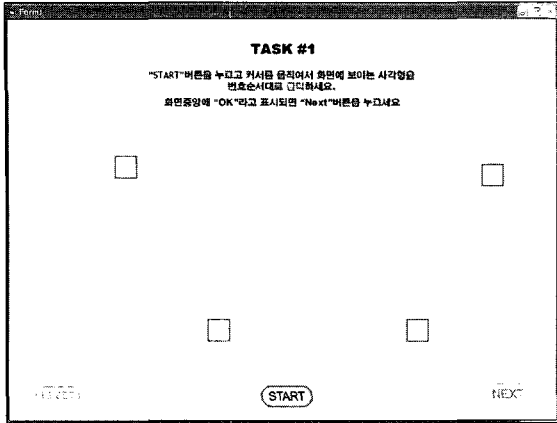 Form1
TASK #1
"START"버튼을 누르고 커서를 움직여서 화면에 보이는 사각형을
번호순서대로 클릭하세요.
화면중앙에 "OK"라고 표시되면 "Next"버튼을 누르세요
START
NEXT